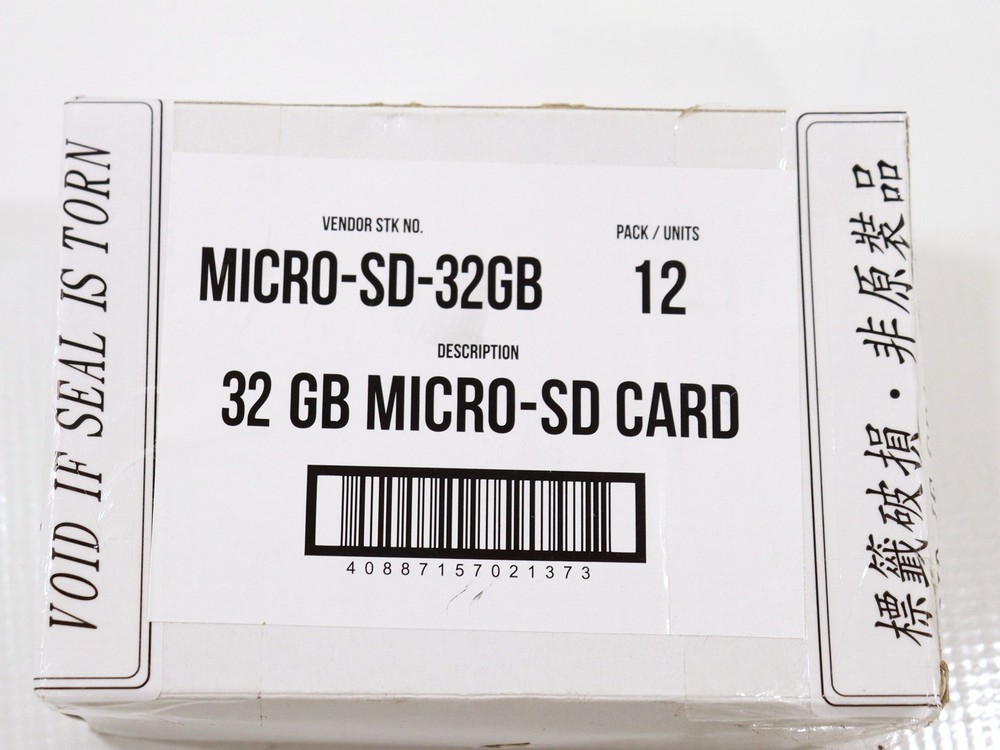 VOID IF SEAL IS TORN
VENDOR STK NO.
MICRO-SD-32GB
PACK / UNITS
12
DESCRIPTION
32 GB MICRO-SD CARD
40887157021373
標籤破損・非原裝品